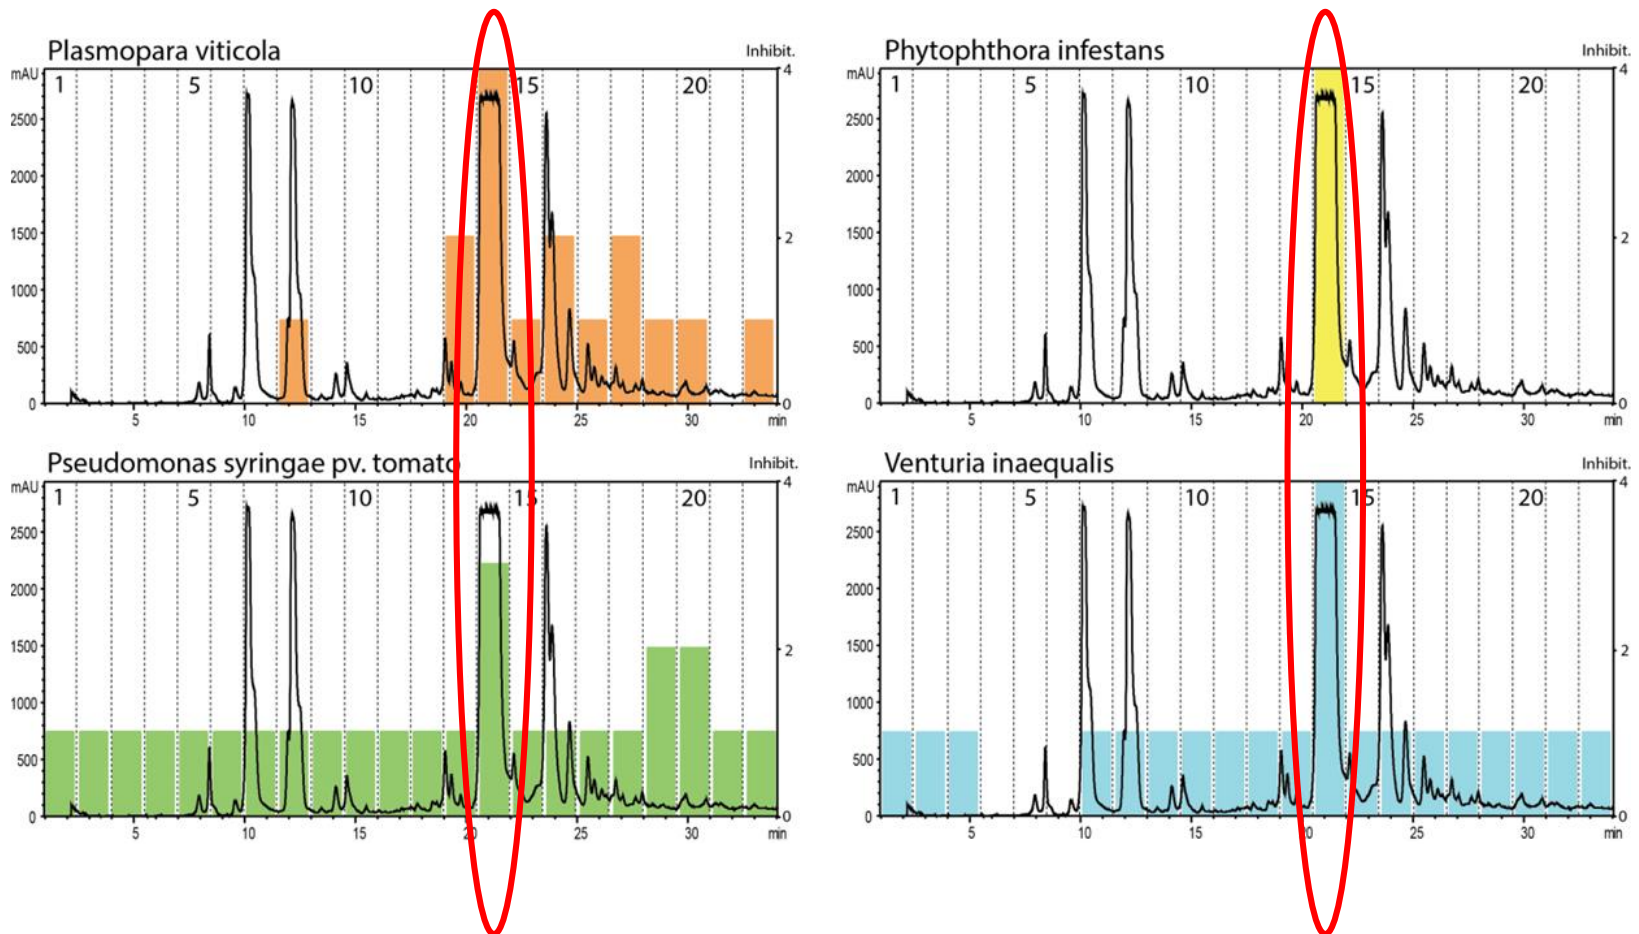 Plasmopara viticola Inhibit.
mAU 1 5 10 15 20 4
2500
2000
1500 2
1000
500
0 0
5 10 15 20 25 30 min
Phytophthora infestans Inhibit.
mAU 1 5 10 15 20 4
2500
2000
1500 2
1000
500
0 0
5 10 15 20 25 30 min
Pseudomonas syringae pv. tomato Inhibit.
mAU 1 5 10 15 20 4
2500
2000
1500 2
1000
500
0 0
5 10 15 20 25 30 min
Venturia inaequalis Inhibit.
mAU 1 5 10 15 20 4
2500
2000
1500 2
1000
500
0 0
5 10 15 20 25 30 min